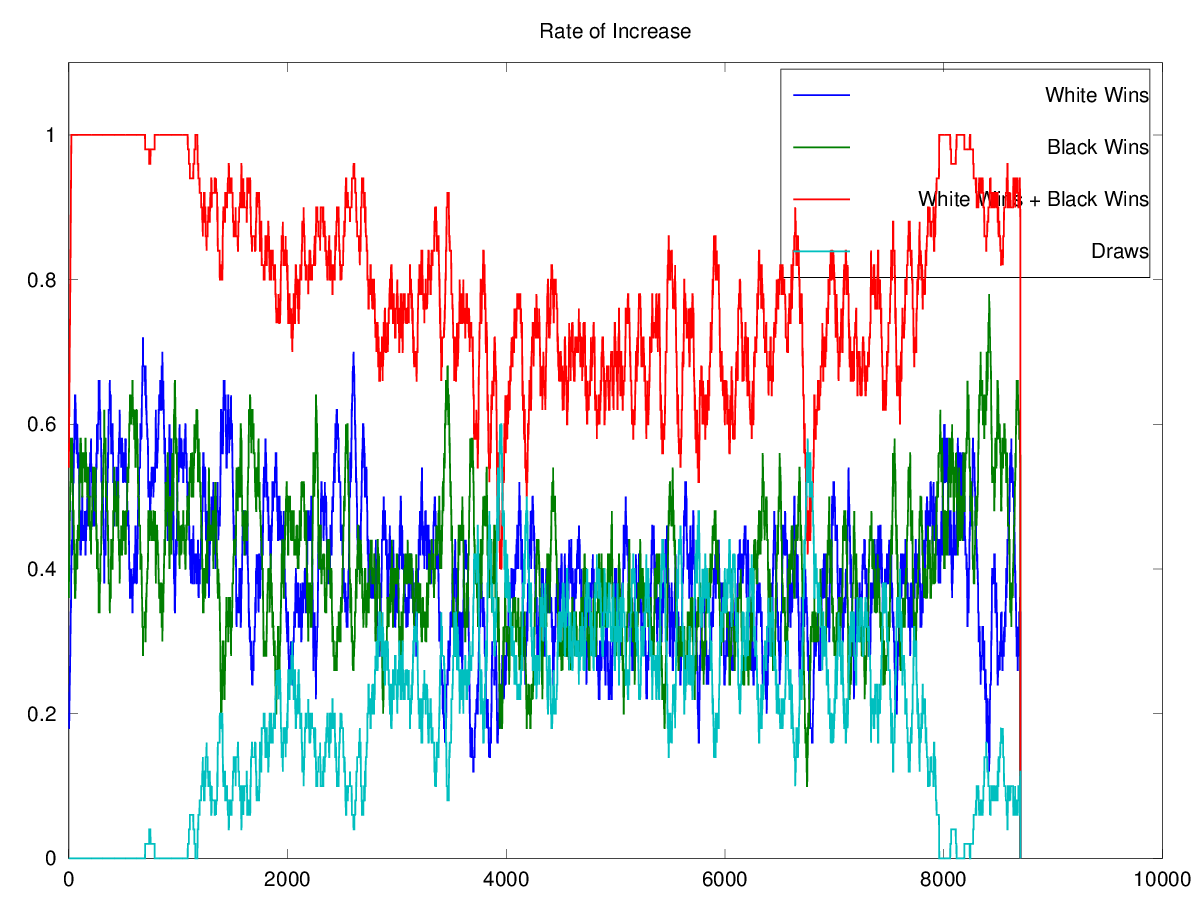 Rate of Increase
White Wins
Black Wins
White Wins + Black Wins
Draws
1
0.8
0.6
0.4
0.2
0
0 2000 4000 6000 8000 10000